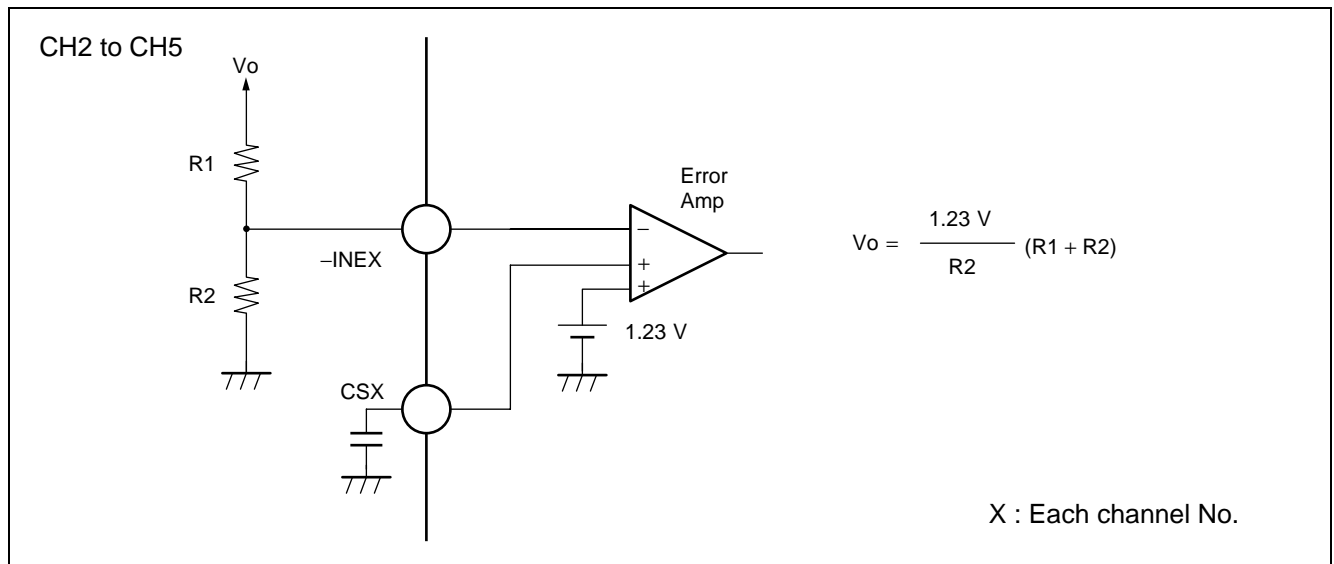 CH2 to CH5
Vo
R1
R2
−INEX
CSX
Error
Amp
−
+
+
1.23 V
Vo = 1.23 V / R2 (R1 + R2)
X : Each channel No.